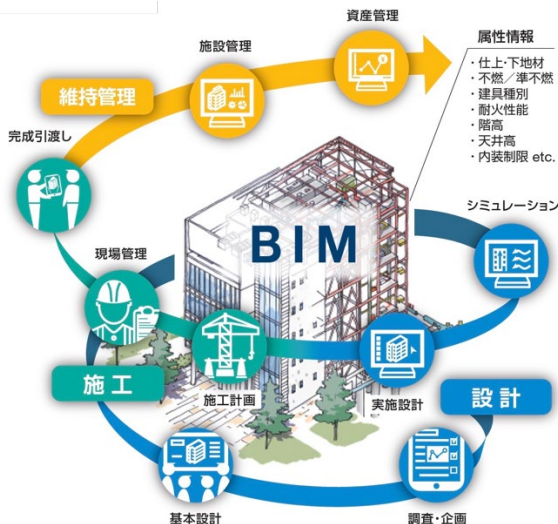 資産管理
施設管理
属性情報
・仕上・下地材
・不燃／準不燃
・建具種別
・耐火性能
・階高
・天井高
・内装制限 etc.
維持管理
完成引渡し
シミュレーション
現場管理
BIM
施工
施工計画
実施設計
設計
基本設計
調査・企画